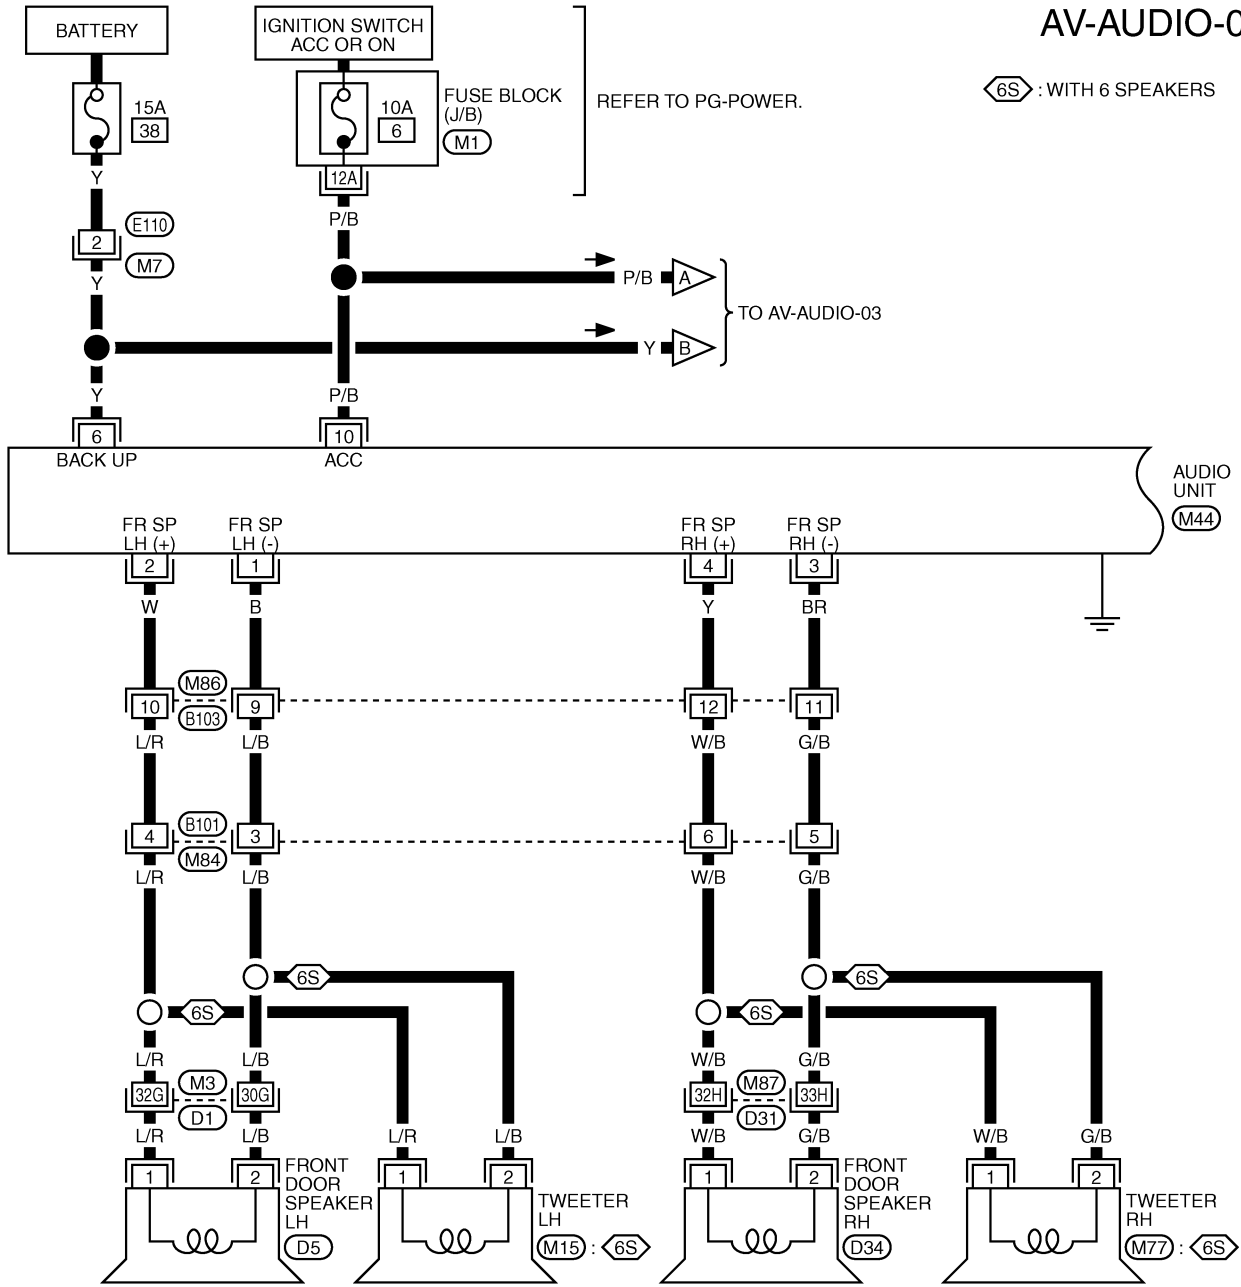 AV-AUDIO-0
BATTERY
IGNITION SWITCH
ACC OR ON
6S : WITH 6 SPEAKERS
15A
38
10A
6
FUSE BLOCK
(J/B)
M1
REFER TO PG-POWER.
12A
Y
P/B
E110
2
M7
Y
P/B
A
TO AV-AUDIO-03
Y
B
Y
P/B
6
10
BACK UP
ACC
AUDIO
UNIT
M44
FR SP
LH (+)
FR SP
LH (-)
FR SP
RH (+)
FR SP
RH (-)
2
1
4
3
W
B
Y
BR
M86
10
9
12
11
B103
L/R
L/B
W/B
G/B
B101
4
3
6
5
M84
L/R
L/B
W/B
G/B
6S
6S
6S
6S
L/R
L/B
W/B
G/B
M3
M87
32G
30G
32H
33H
D1
D31
L/R
L/B
L/R
L/B
W/B
G/B
W/B
G/B
1
2
1
2
1
2
1
2
FRONT
DOOR
SPEAKER
LH
D5
TWEETER
LH
M15 : 6S
FRONT
DOOR
SPEAKER
RH
D34
TWEETER
RH
M77 : 6S